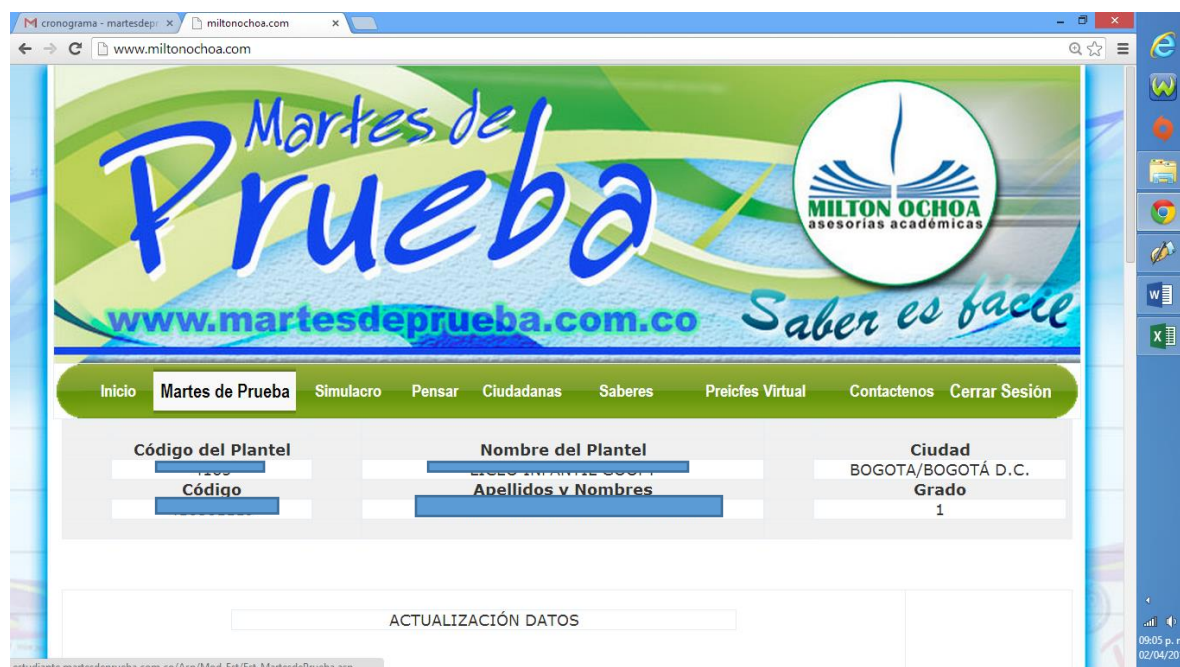 cronograma - martesdepr
miltonochoa.com
www.miltonochoa.com
Martes de
Prueba
MILTON OCHOA
asesorías académicas
www.martesdeprueba.com.co
Saber es fácil
Inicio Martes de Prueba Simulacro Pensar Ciudadanas Saberes Preicfes Virtual Contactenos Cerrar Sesión
Código del Plantel Nombre del Plantel Ciudad
BOGOTA/BOGOTÁ D.C.
Código Apellidos y Nombres Grado
1
ACTUALIZACIÓN DATOS
09:05 p. 
02/04/20